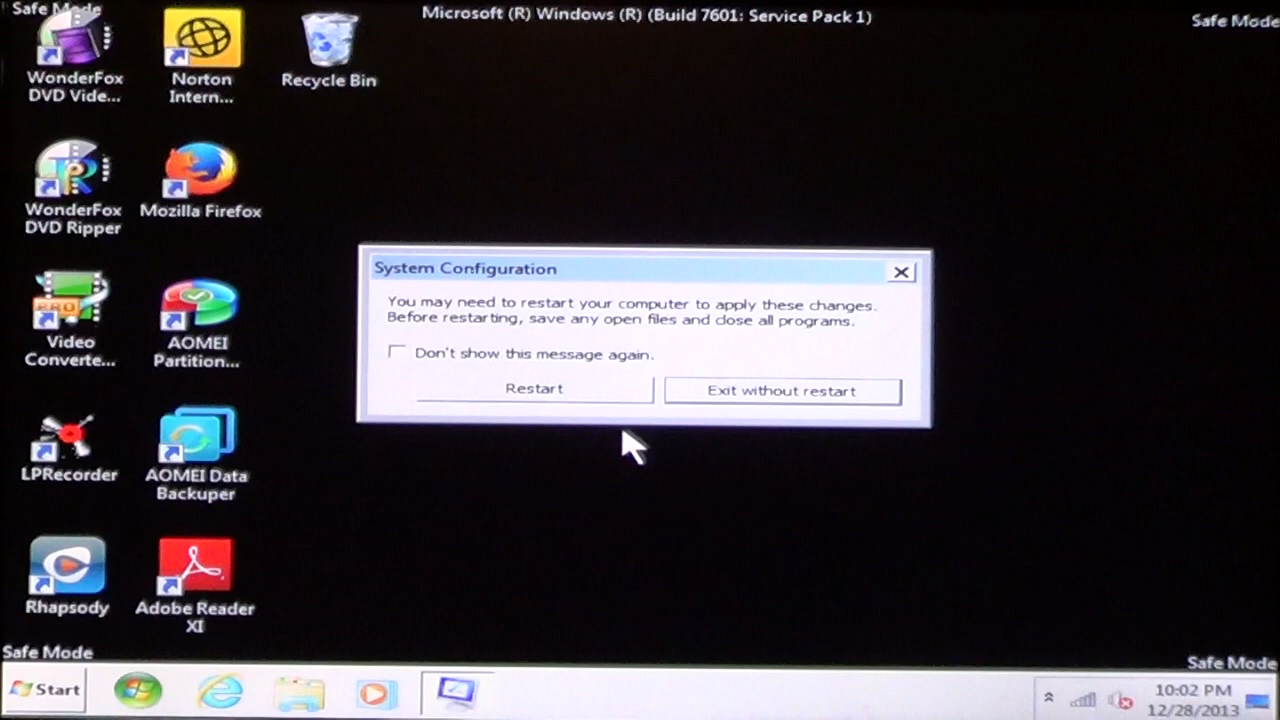 Safe Mode
Microsoft (R) Windows (R) (Build 7601: Service Pack 1)
Safe Mode
WonderFox
DVD Vide...
Norton
Intern...
Recycle Bin
WonderFox
DVD Ripper
Mozilla Firefox
System Configuration
You may need to restart your computer to apply these changes.
Before restarting, save any open files and close all programs.
Don't show this message again.
Restart
Exit without restart
PRO
Video
Converte...
AOMEI
Partition...
LPRecorder
AOMEI Data
Backuper
Rhapsody
Adobe Reader
XI
Safe Mode
Safe Mode
Start
10:02 PM
12/28/2013